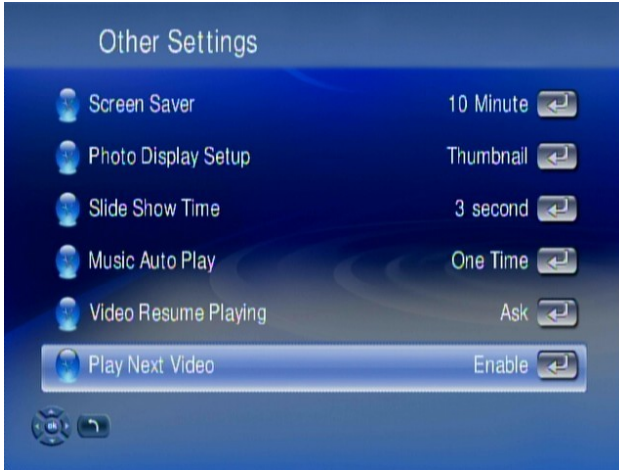 Other Settings
Screen Saver 10 Minute
Photo Display Setup Thumbnail
Slide Show Time 3 second
Music Auto Play One Time
Video Resume Playing Ask
Play Next Video Enable
ok